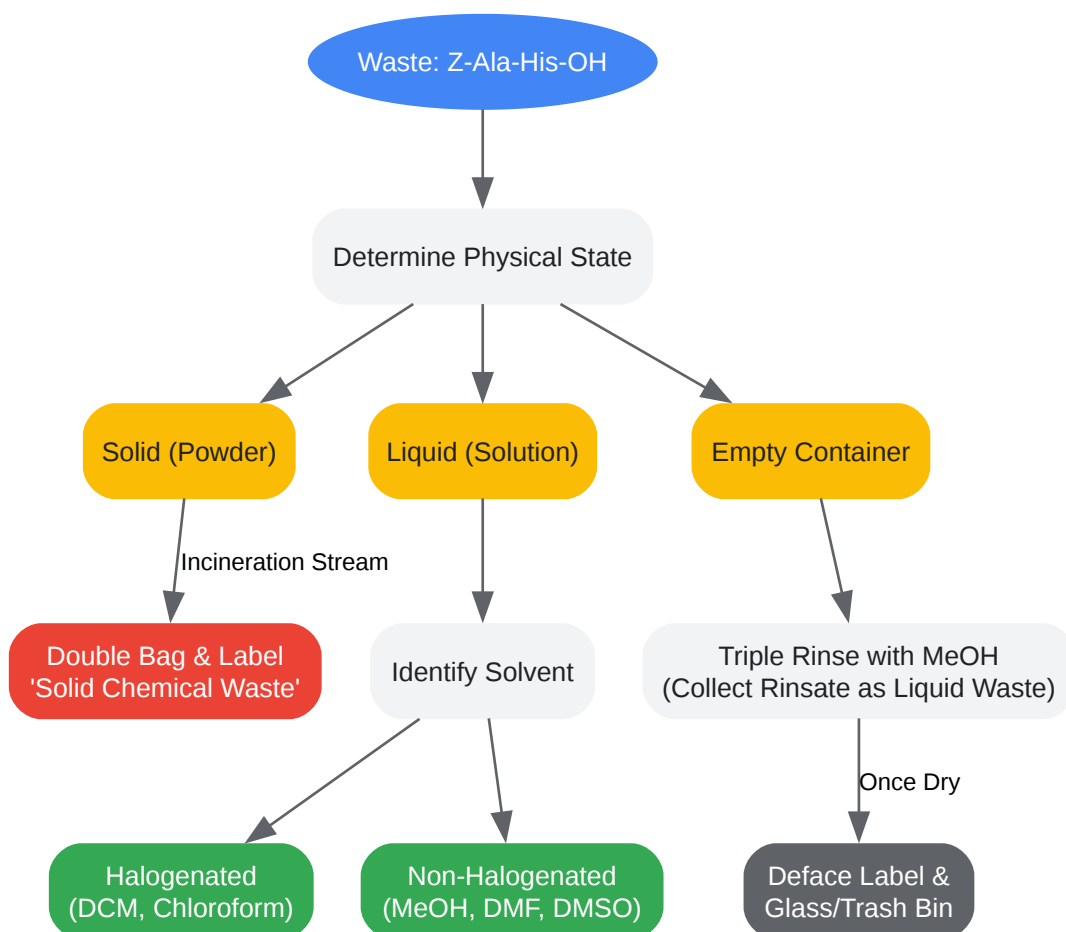 Waste: Z-Ala-His-OH
Determine Physical State
Solid (Powder)
Liquid (Solution)
Empty Container
Incineration Stream
Double Bag & Label
'Solid Chemical Waste'
Identify Solvent
Triple Rinse with MeOH
(Collect Rinsate as Liquid Waste)
Once Dry
Halogenated
(DCM, Chloroform)
Non-Halogenated
(MeOH, DMF, DMSO)
Deface Label &
Glass/Trash Bin